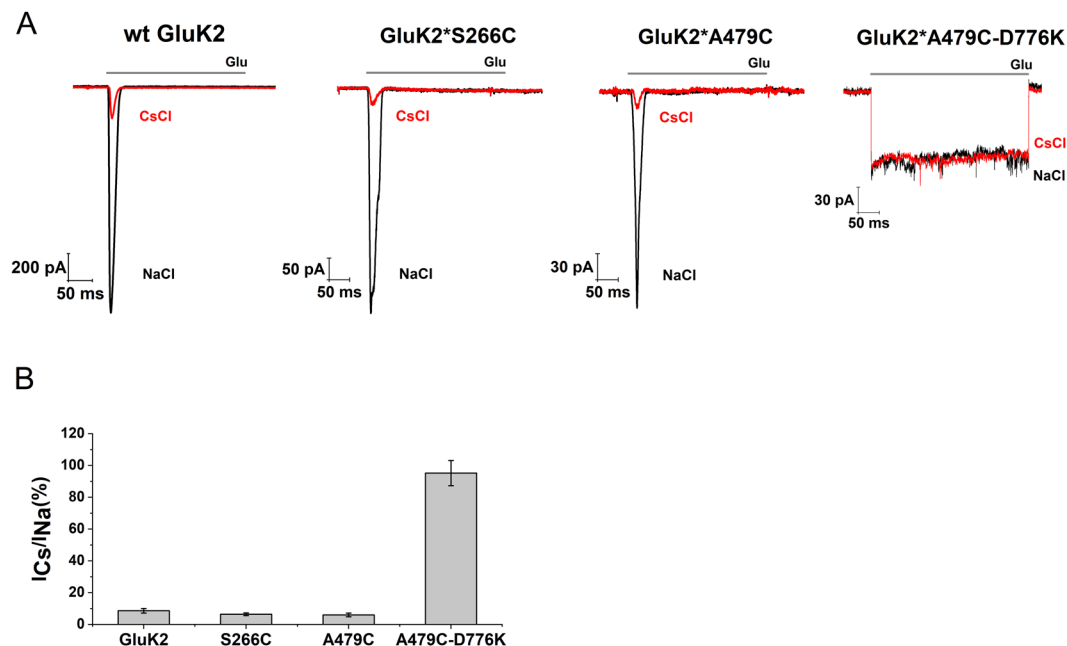 A
wt GluK2
Glu
CsCl
NaCl
200 pA
50 ms
GluK2*S266C
Glu
CsCl
NaCl
50 pA
50 ms
GluK2*A479C
Glu
CsCl
NaCl
30 pA
50 ms
GluK2*A479C-D776K
Glu
CsCl
NaCl
30 pA
50 ms
B
ICs/INa(%)
120
100
80
60
40
20
0
GluK2 S266C A479C A479C-D776K